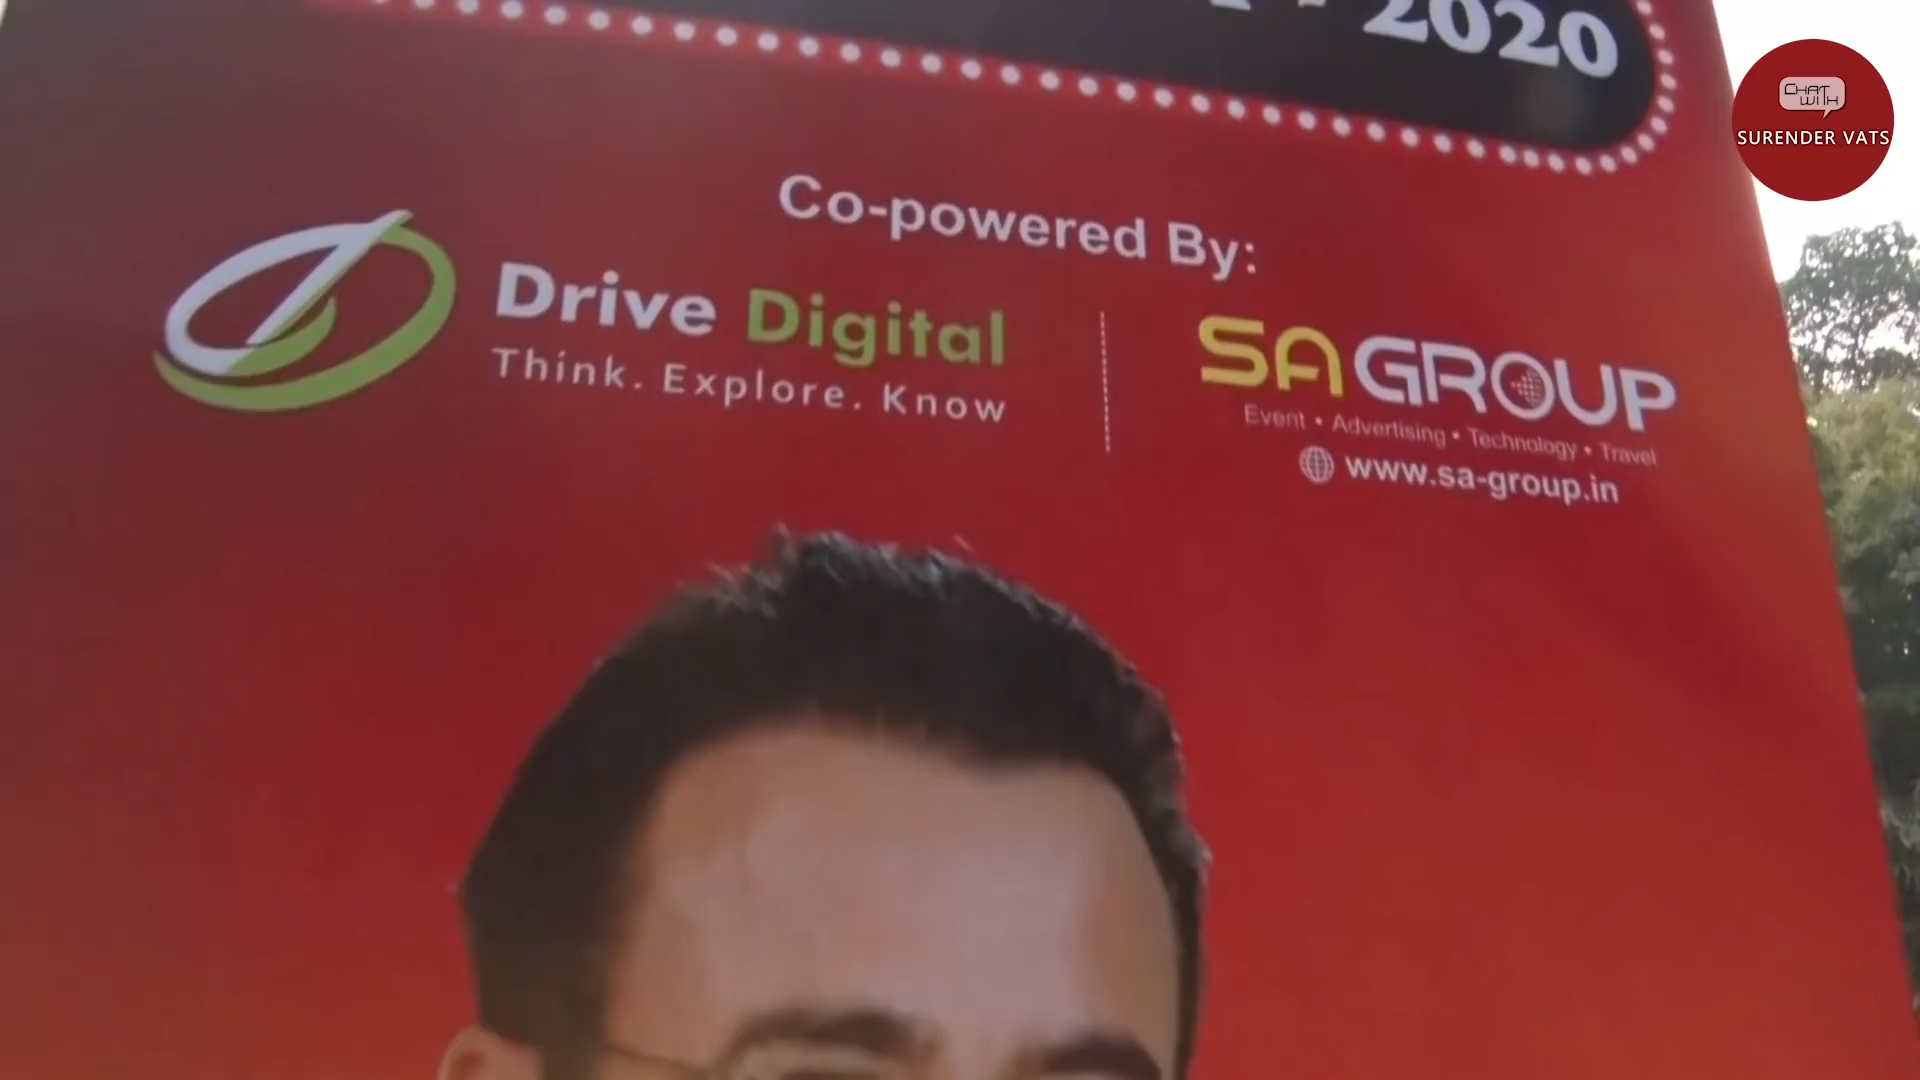 2020
CHAT
WITH
SURENDER VATS
Co-powered By:
Drive Digital
Think. Explore. Know
SA GROUP
Event • Advertising • Technology • Travel
www.sa-group.in